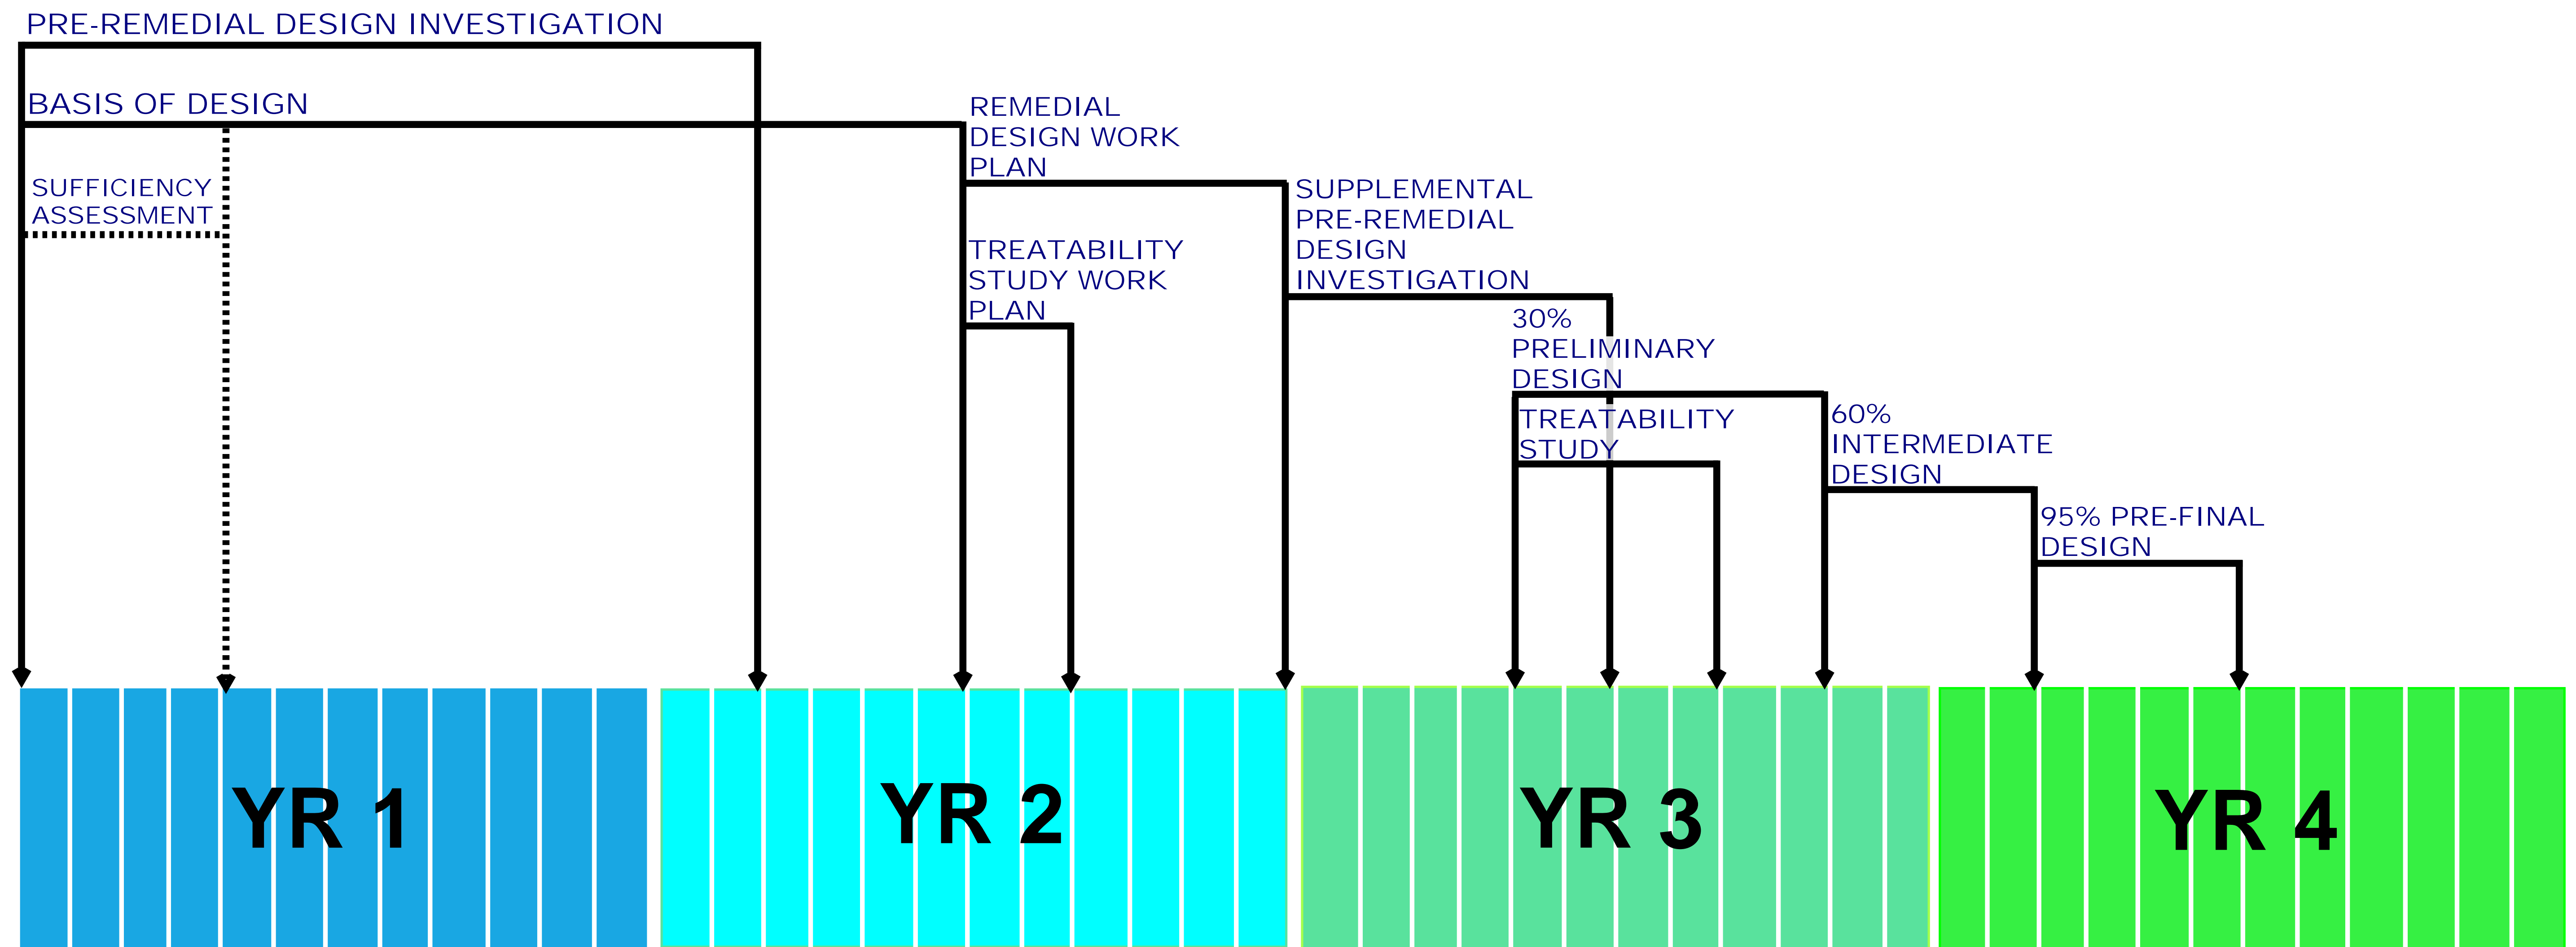 PRE-REMEDIAL DESIGN INVESTIGATION
BASIS OF DESIGN
SUFFICIENCY
ASSESSMENT
REMEDIAL
DESIGN WORK
PLAN
TREATABILITY
STUDY WORK
PLAN
SUPPLEMENTAL
PRE-REMEDIAL
DESIGN
INVESTIGATION
30%
PRELIMINARY
DESIGN
TREATABILITY
STUDY
60%
INTERMEDIATE
DESIGN
95% PRE-FINAL
DESIGN
YR 1
YR 2
YR 3
YR 4